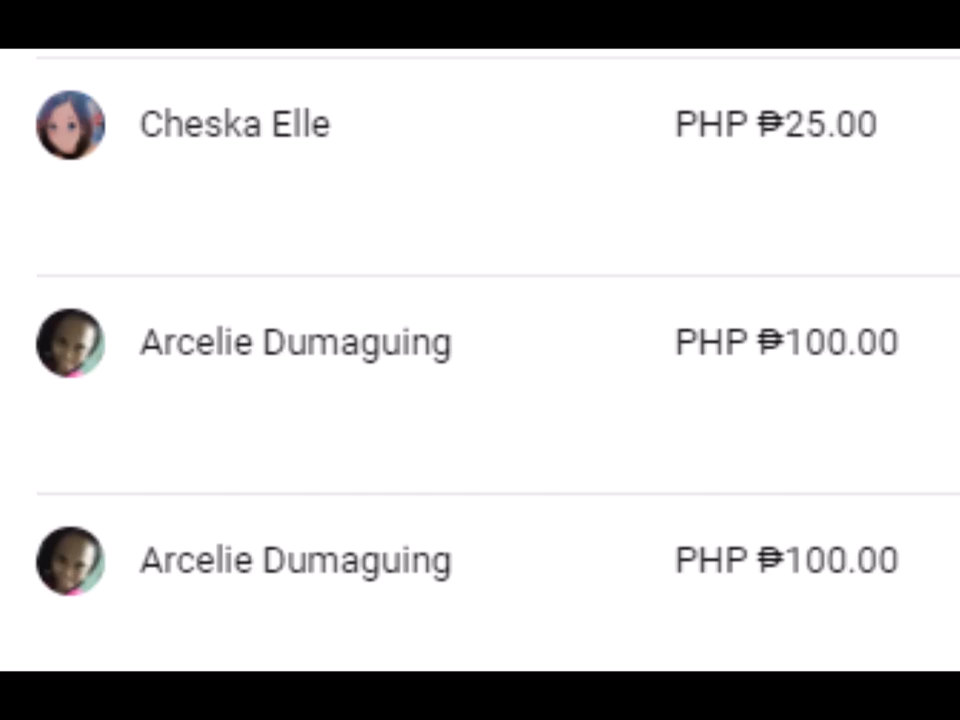 Cheska Elle PHP ₱25.00
Arcelie Dumaguing PHP ₱100.00
Arcelie Dumaguing PHP ₱100.00